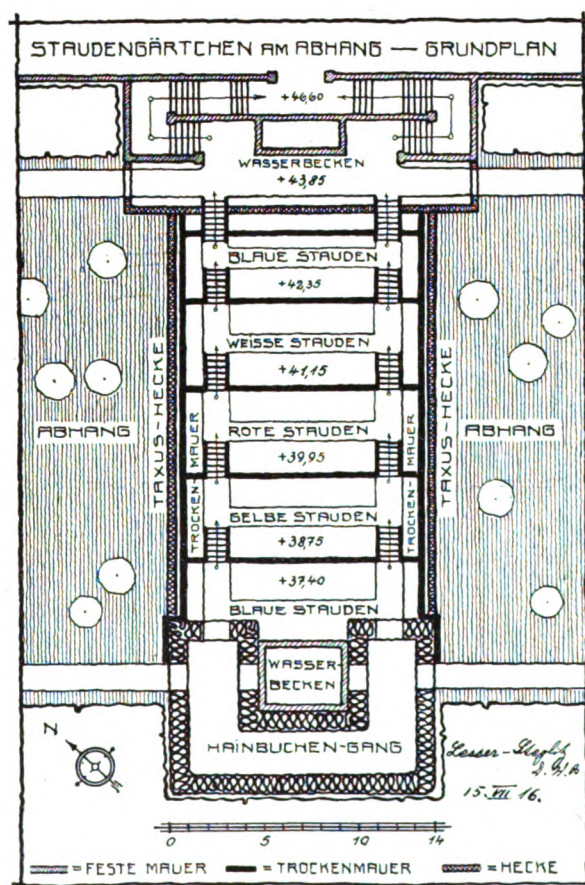 STAUDENGÄRTCHEN AM ABHANG — GRUNDPLAN
+46,60
WASSERBECKEN
+43,85
BLAUE STAUDEN
+42,35
WEISSE STAUDEN
+41,15
TAXUS-HECKE
TAXUS-HECKE
ABHANG
ABHANG
TROCKEN-MAUER
TROCKEN-MAUER
ROTE STAUDEN
+39,95
GELBE STAUDEN
+38,75
+37,40
BLAUE STAUDEN
WASSER-
BECKEN
N
HAINBUCHEN-GANG
Lesser-Steglitz
15. VII 16.
0 5 10 14
= FESTE MAUER = TROCKENMAUER = HECKE